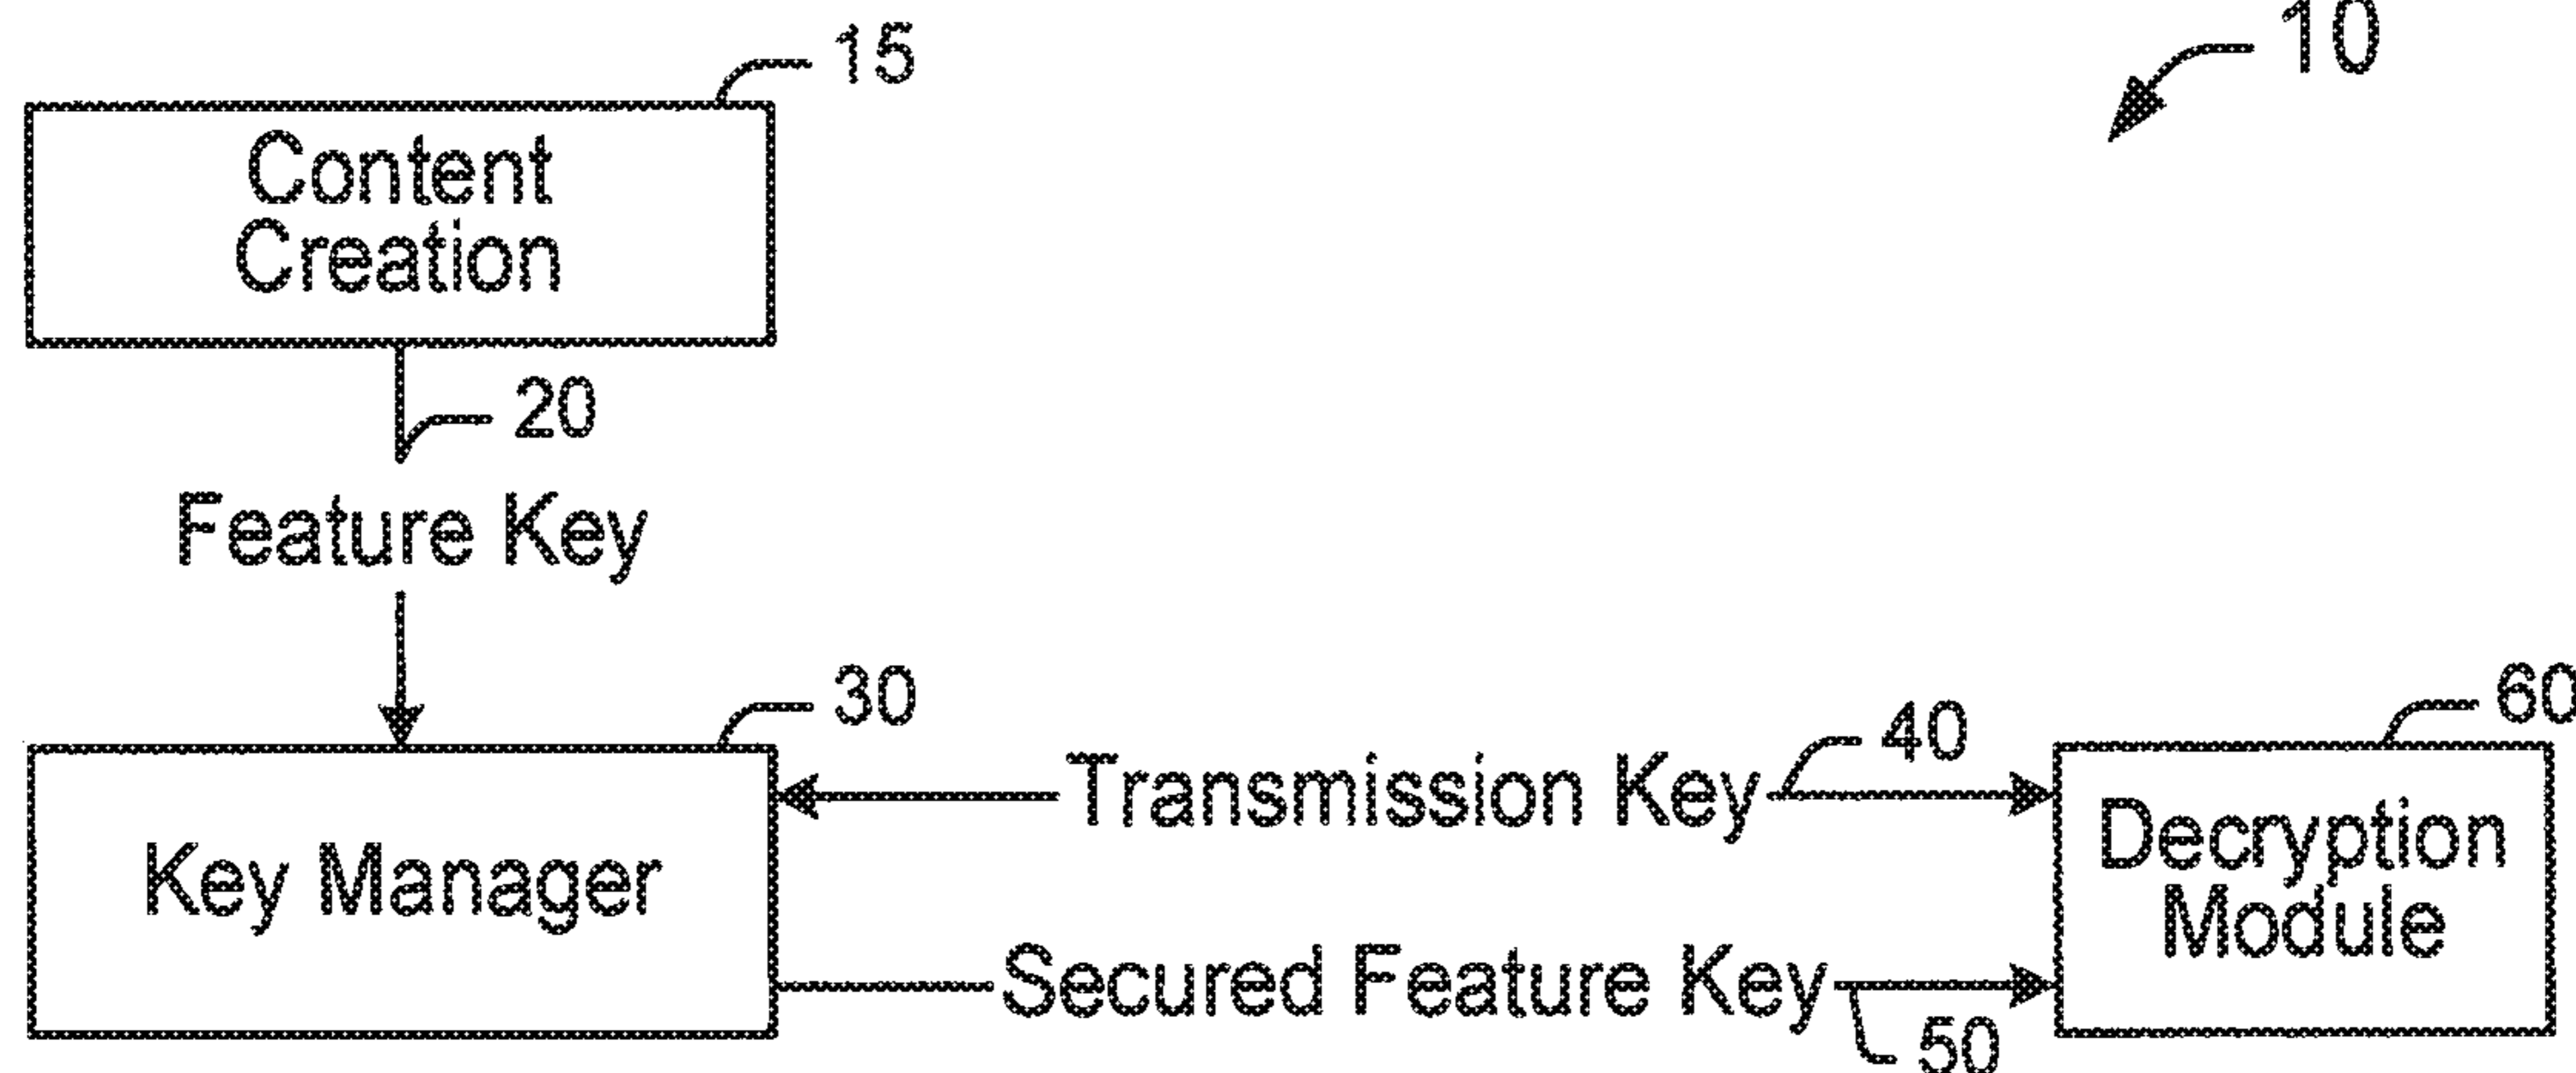 15
10
Content
Creation
20
Feature Key
30
60
Transmission Key
40
Key Manager
Decryption
Module
Secured Feature Key
50